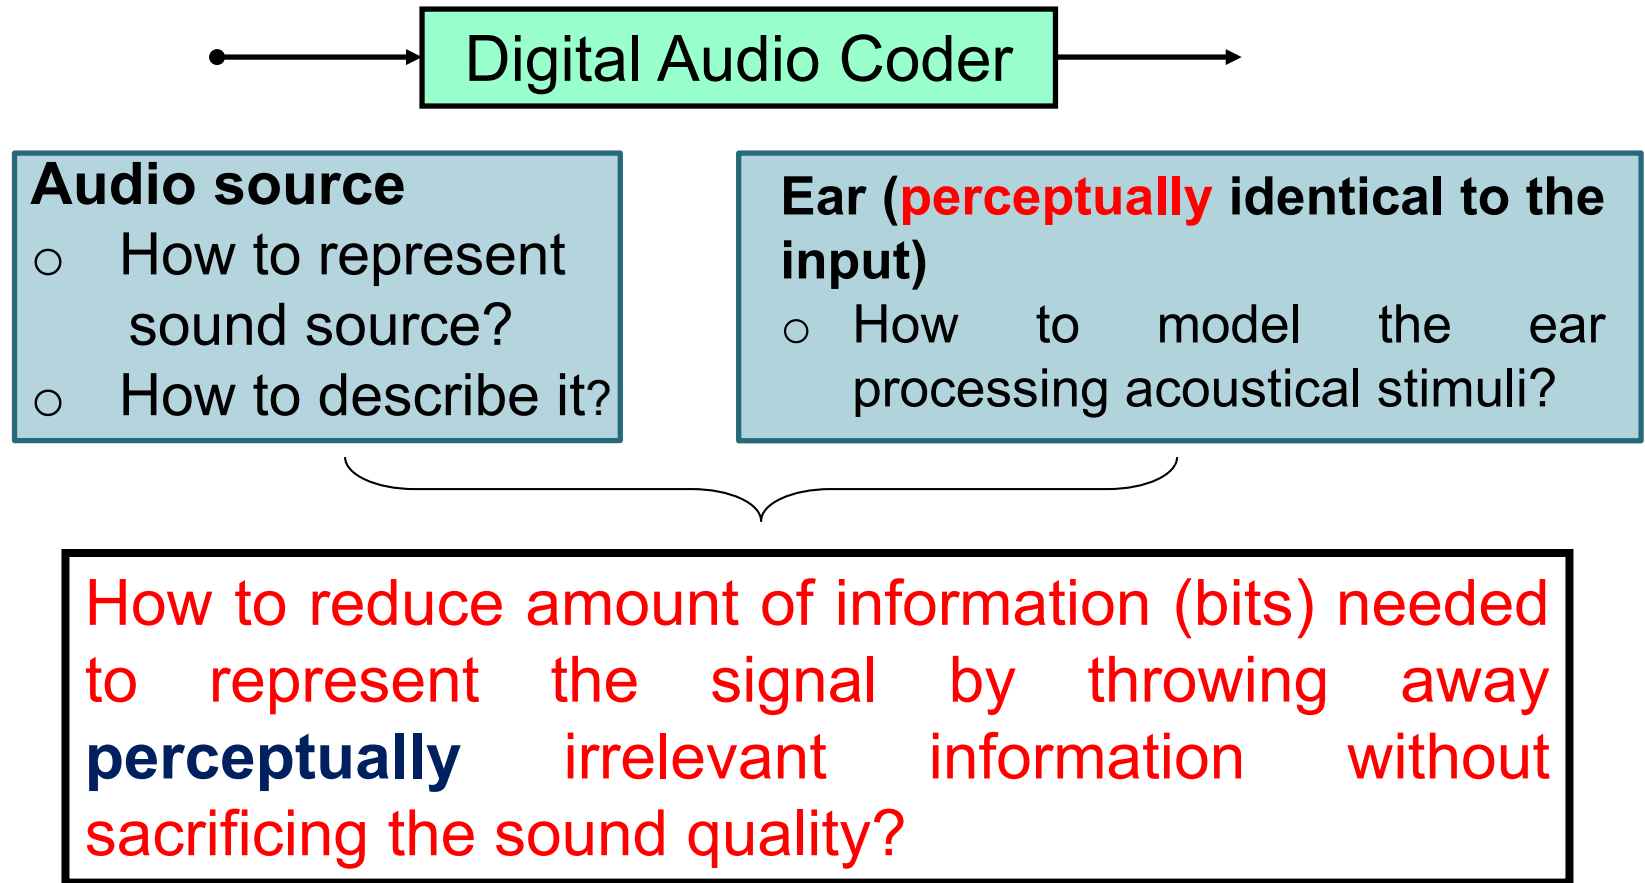 Digital Audio Coder
Audio source
o How to represent
sound source?
o How to describe it?
Ear (perceptually identical to the
input)
o How to model the ear
processing acoustical stimuli?
How to reduce amount of information (bits) needed
to represent the signal by throwing away
perceptually irrelevant information without
sacrificing the sound quality?